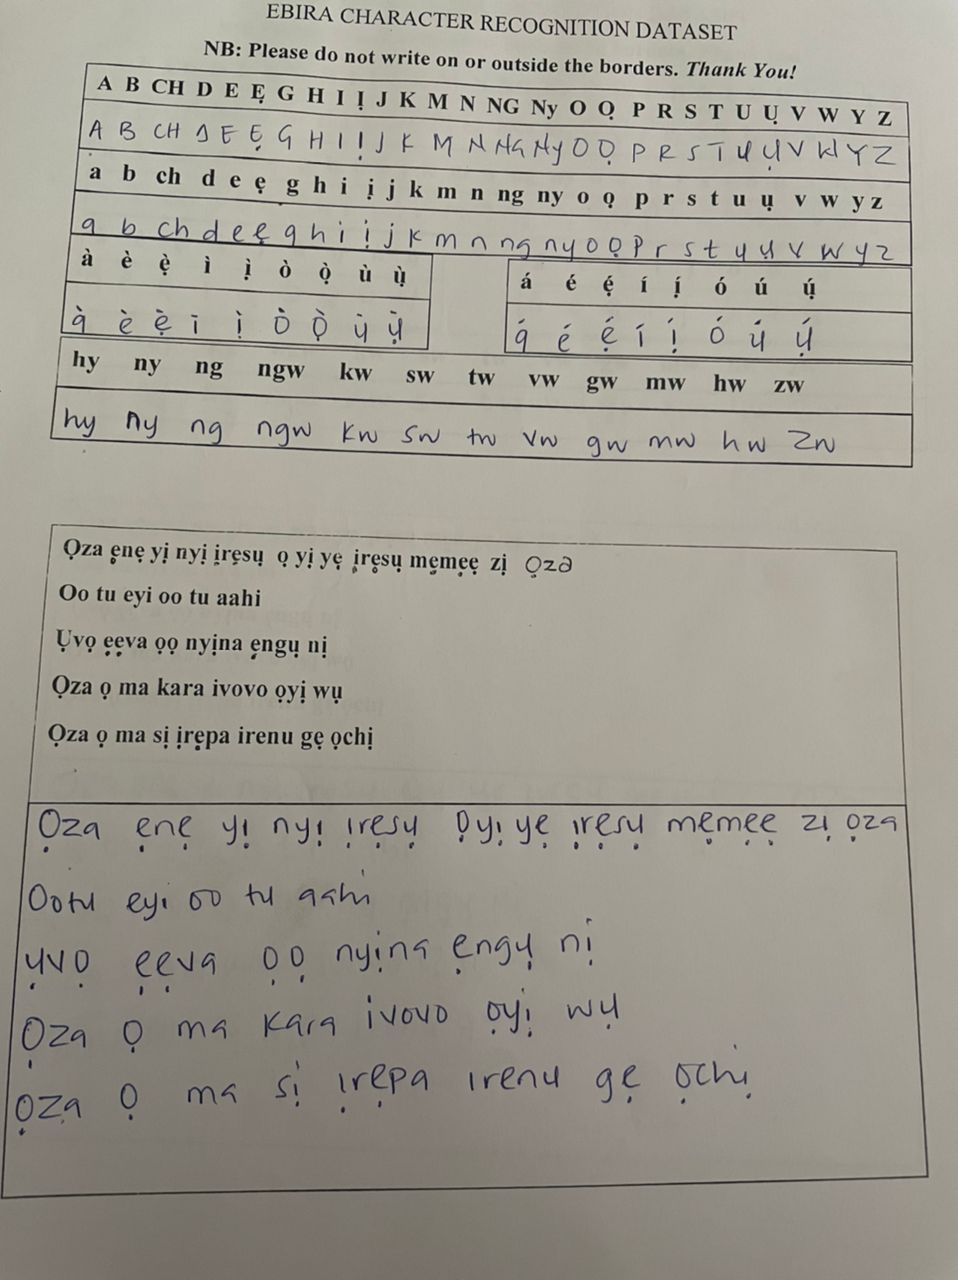 EBIRA CHARACTER RECOGNITION DATASET
NB: Please do not write on or outside the borders. Thank You!
A B CH D E Ẹ G H I Ị J K M N NG Ny O Ọ P R S T U Ụ V W Y Z
A B CH D E Ẹ G H I Ị J K M N NG Ny O Ọ P R S T U Ụ V W Y Z
a b ch d e ẹ g h i ị j k m n ng ny o ọ p r s t u ụ v w y z
a b ch d e ẹ g h i ị j k m n ng ny o ọ p r s t u ụ v w y z
à è ẹ̀ ì ị̀ ò ọ̀ ù ụ̀
á é ẹ́ í ị́ ó ú ụ́
à è ẹ̀ ì ị̀ ò ọ̀ ù ụ̀
á é ẹ́ í ị́ ó ú ụ́
hy ny ng ngw kw sw tw vw gw mw hw zw
hy ny ng ngw kw sw tw vw gw mw hw zw
Ọza ẹnẹ yị nyị ịrẹsụ ọ yị yẹ ịrẹsụ mẹmẹẹ zị ọza
Oo tu eyi oo tu aahi
Ụvọ ẹẹva ọọ nyịna ẹngụ nị
Ọza ọ ma kara ivovo ọyị wụ
Ọza ọ ma sị ịrẹpa irenu gẹ ọchị
Ọza ẹnẹ yị nyị ịrẹsụ ọyị yẹ ịrẹsụ mẹmẹẹ zị ọza
Ootu eyi oo tu aahi
ụvọ ẹẹva ọọ nyịna ẹngụ nị
Ọza ọ ma kara ivovo ọyị wụ
Ọza ọ ma sị ịrẹpa irenu gẹ ọchị